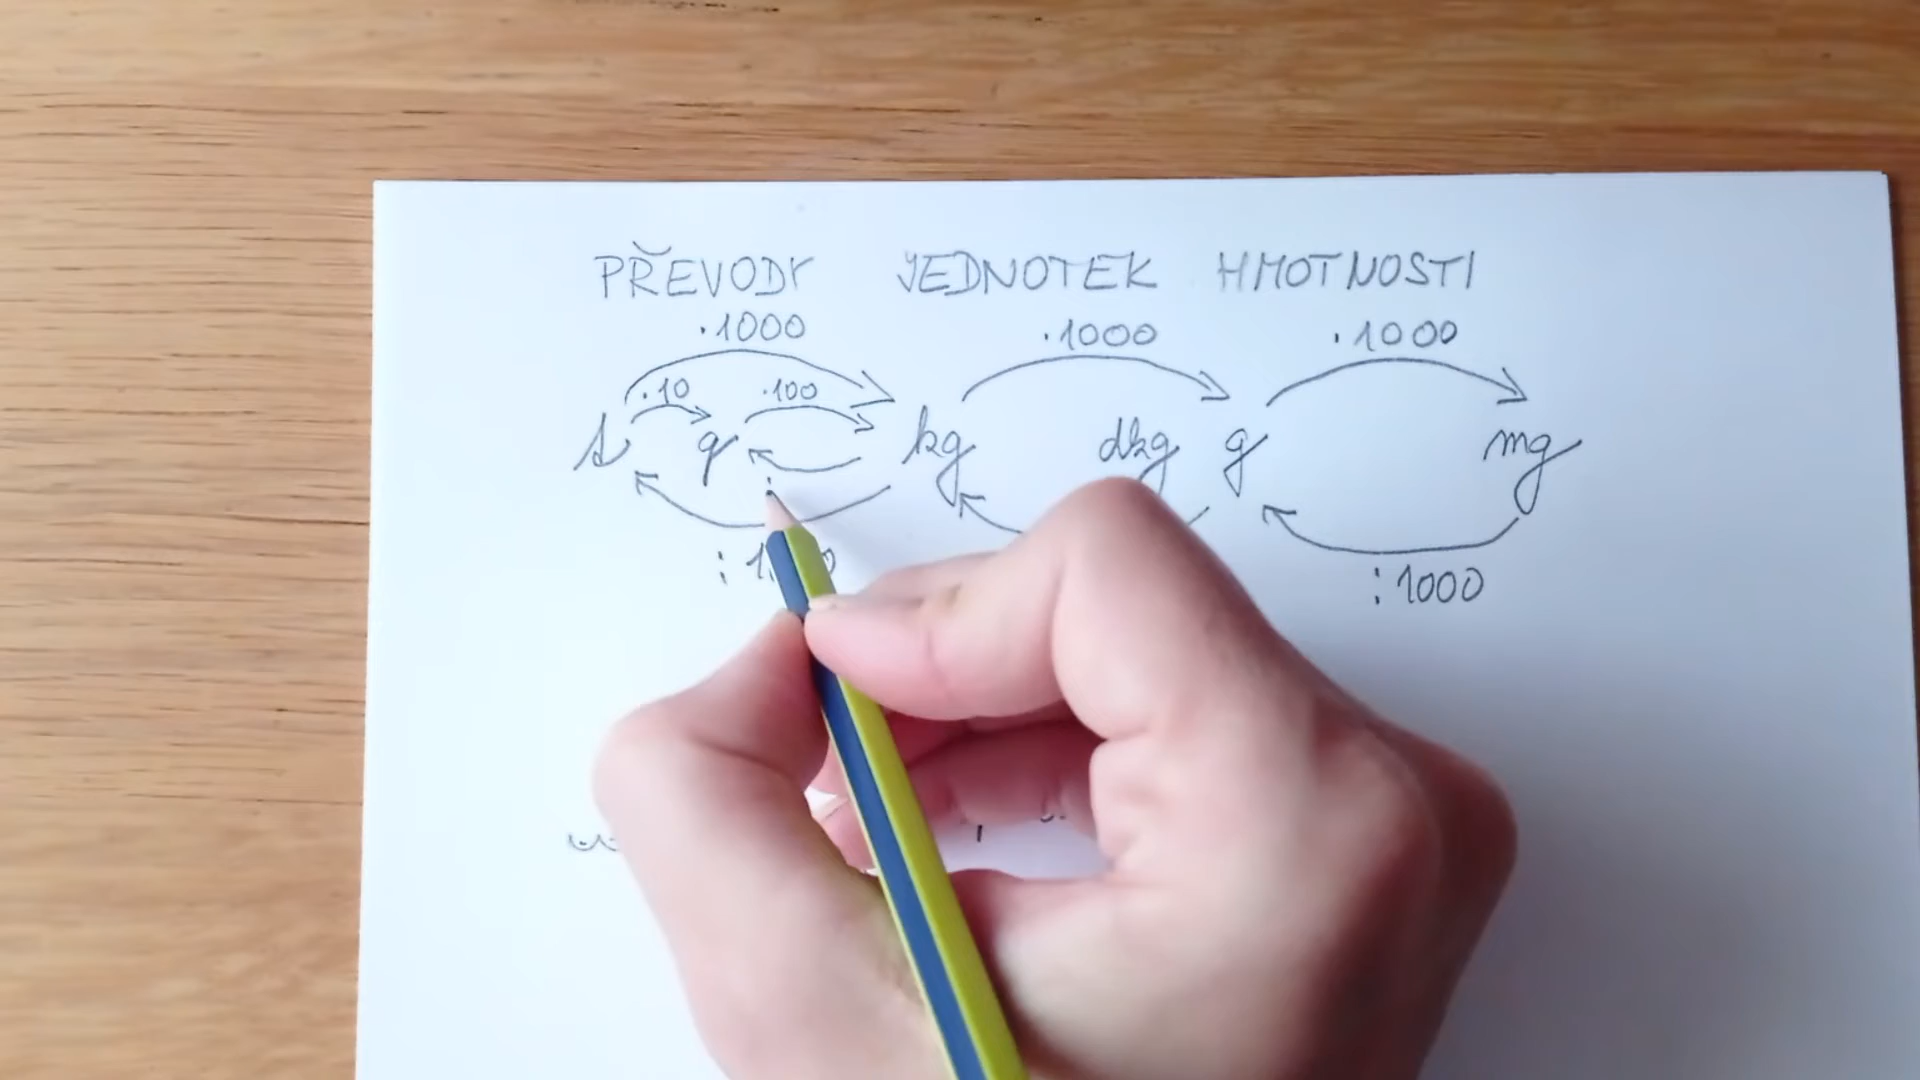 PŘEVODY JEDNOTEK HMOTNOSTI
.1000 .1000 .1000
.10 .100
t q kg dkg g mg
:
:1000